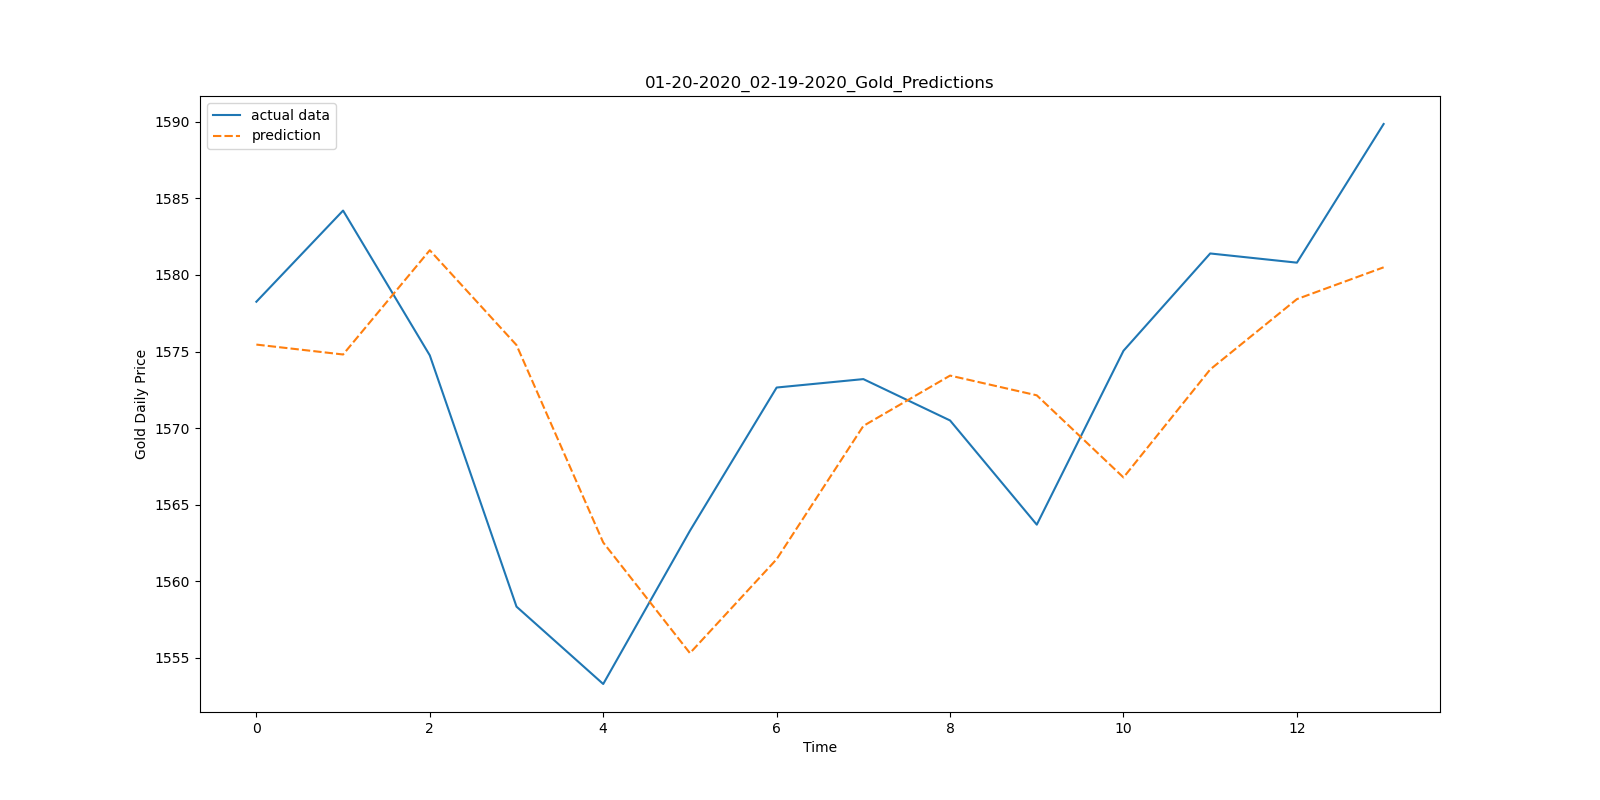 01-20-2020_02-19-2020_Gold_Predictions
actual data
prediction
1590
1585
1580
1575
1570
1565
1560
1555
Gold Daily Price
0 2 4 6 8 10 12
Time